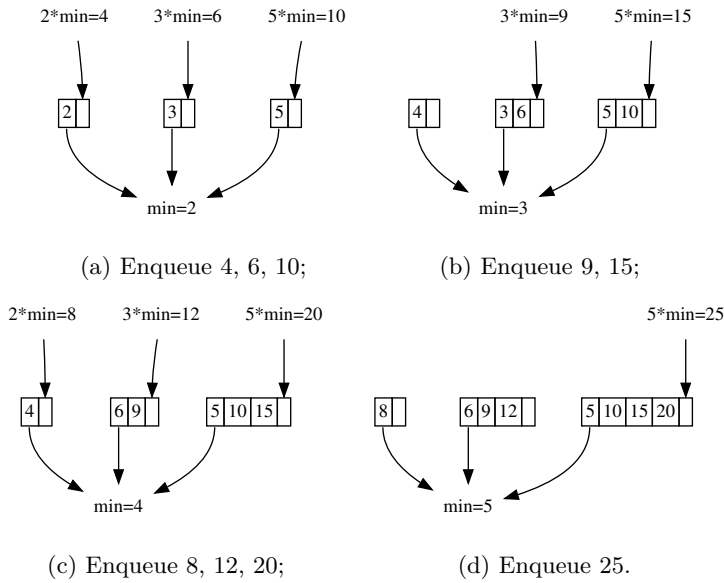 2*min=4 3*min=6 5*min=10
2 3 5
min=2
(a) Enqueue 4, 6, 10;
3*min=9 5*min=15
4 3 6 5 10
min=3
(b) Enqueue 9, 15;
2*min=8 3*min=12 5*min=20
4 6 9 5 10 15
min=4
(c) Enqueue 8, 12, 20;
5*min=25
8 6 9 12 5 10 15 20
min=5
(d) Enqueue 25.